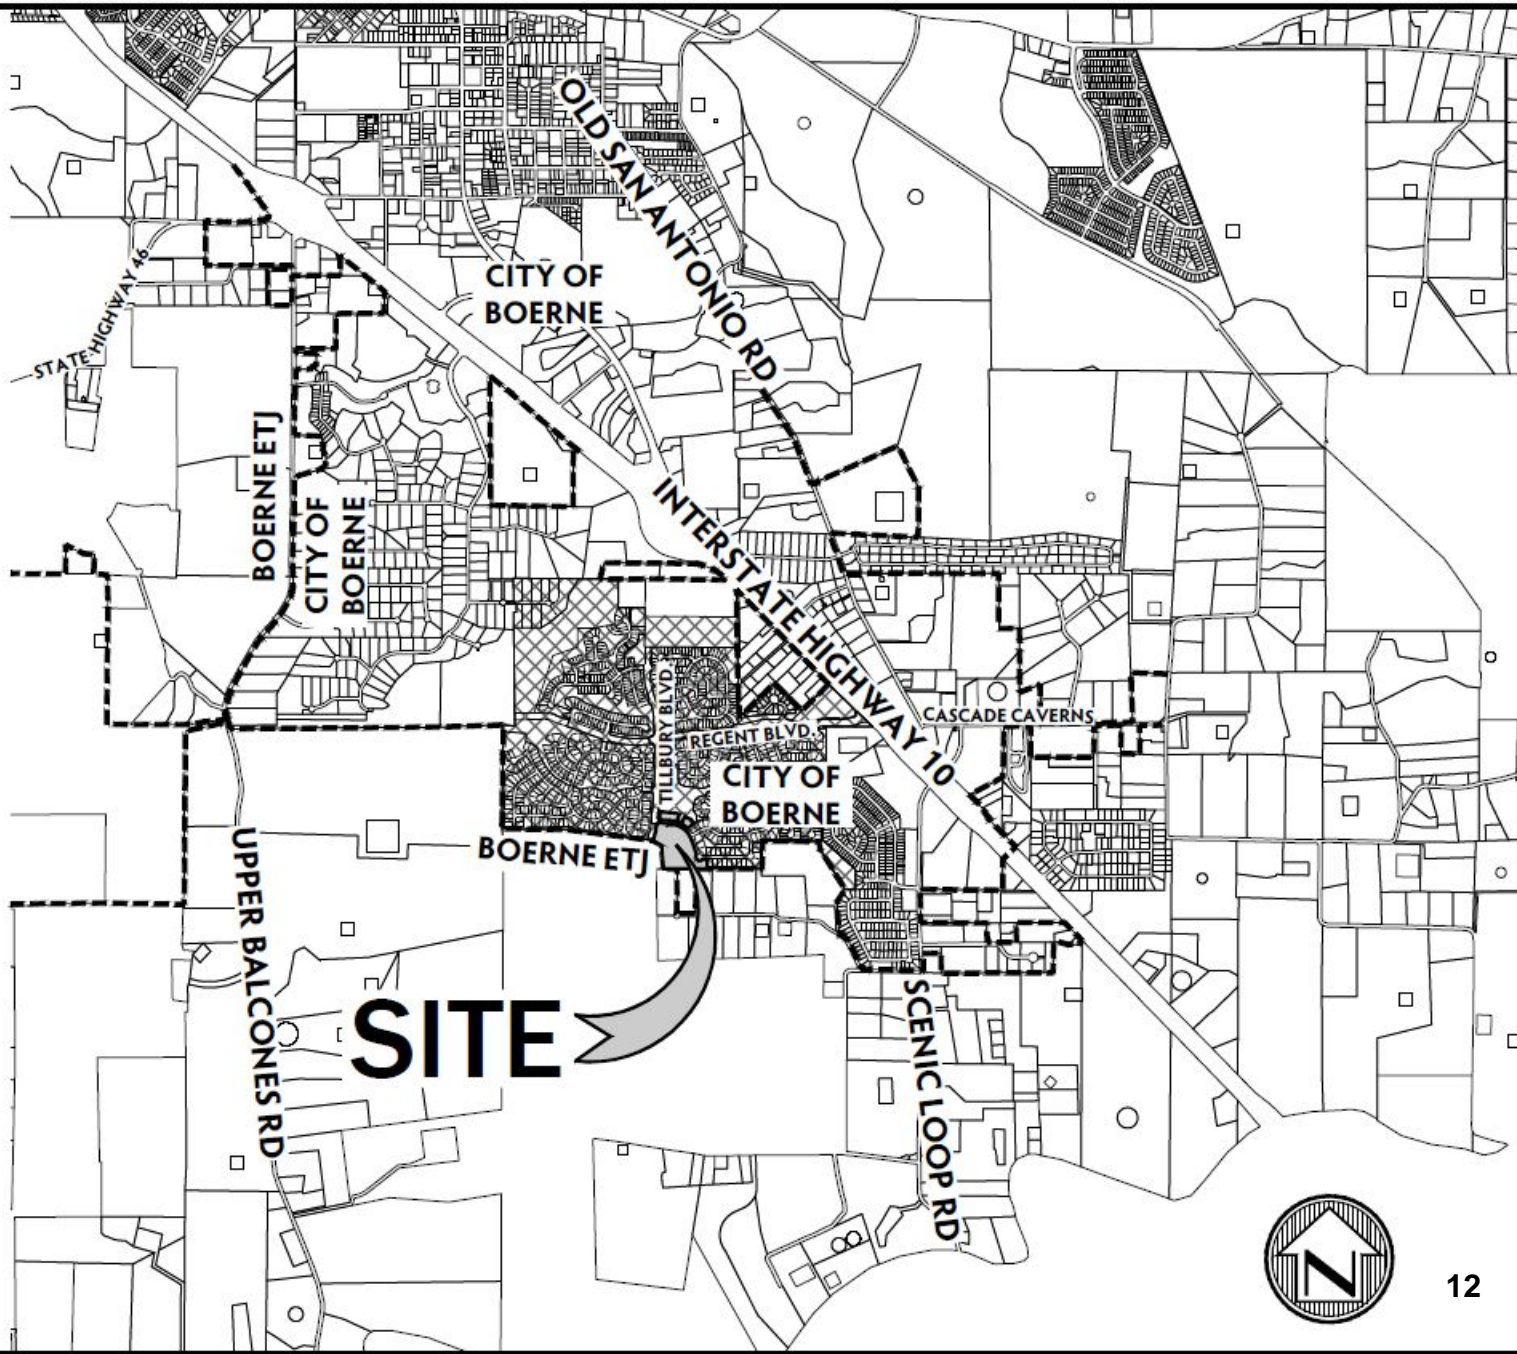 OLD SAN ANTONIO RD
CITY OF
BOERNE
STATE HIGHWAY 46
BOERNE ETJ
CITY OF
BOERNE
INTERSTATE HIGHWAY 10
TILLBURY BLVD.
REGENT BLVD.
CASCADE CAVERNS
CITY OF
BOERNE
BOERNE ETJ
UPPER BALCONES RD
SITE
SCENIC LOOP RD
N
12